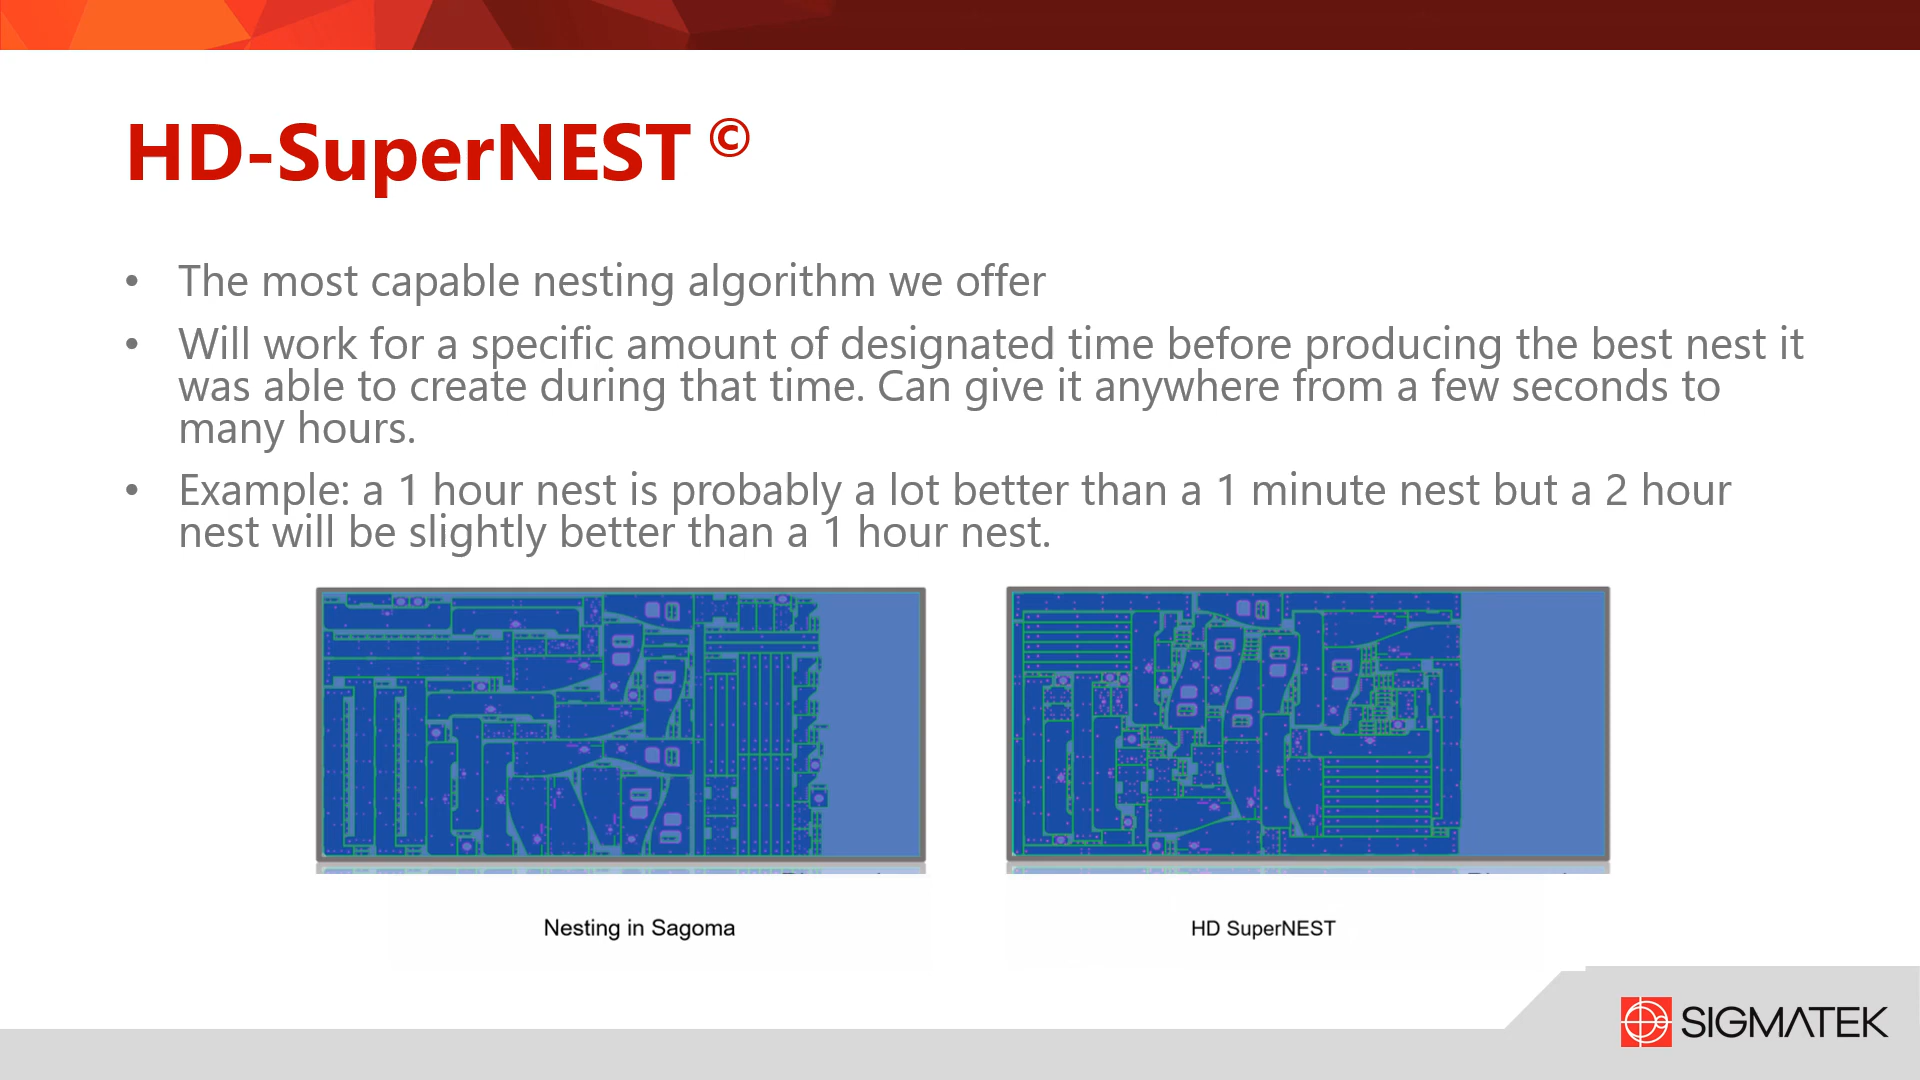 HD-SuperNEST ©
• The most capable nesting algorithm we offer
• Will work for a specific amount of designated time before producing the best nest it
was able to create during that time. Can give it anywhere from a few seconds to
many hours.
• Example: a 1 hour nest is probably a lot better than a 1 minute nest but a 2 hour
nest will be slightly better than a 1 hour nest.
Nesting in Sagoma
HD SuperNEST
SIGMATEK